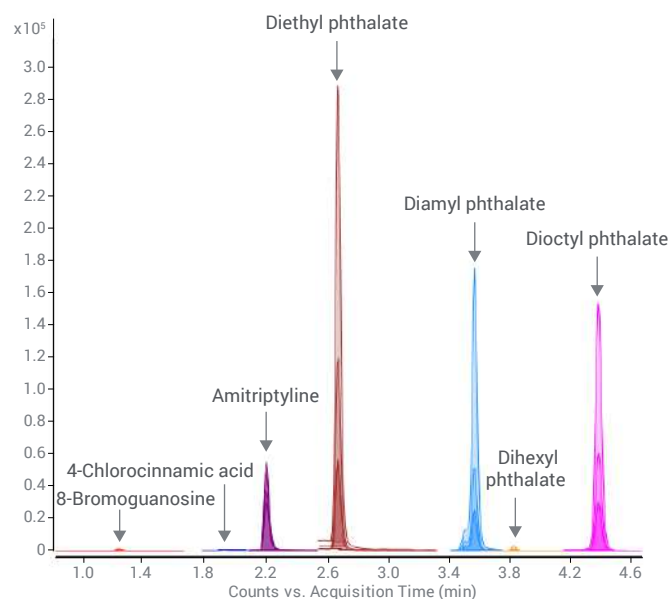 Diethyl phthalate
x10⁵
3.0
2.8
2.6
2.4
2.2
2.0
1.8
1.6
1.4
1.2
1.0
0.8
0.6
0.4
0.2
0
Diamyl phthalate
Dioctyl phthalate
Amitriptyline
Dihexyl
phthalate
4-Chlorocinnamic acid
8-Bromoguanosine
1.0 1.4 1.8 2.2 2.6 3.0 3.4 3.8 4.2 4.6
Counts vs. Acquisition Time (min)